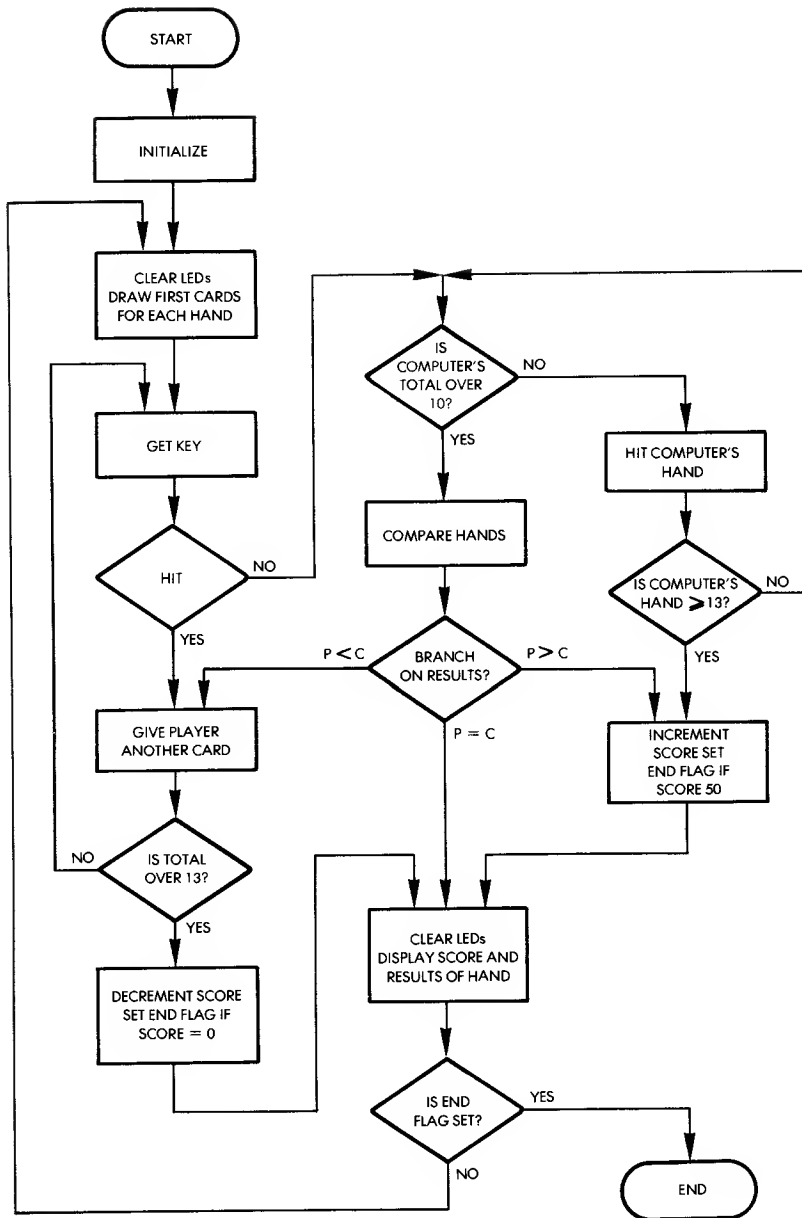 START
INITIALIZE
CLEAR LEDs
DRAW FIRST CARDS
FOR EACH HAND
GET KEY
HIT
NO
YES
GIVE PLAYER
ANOTHER CARD
IS TOTAL
OVER 13?
NO
YES
DECREMENT SCORE
SET END FLAG IF
SCORE = 0
IS
COMPUTER'S
TOTAL OVER
10?
NO
YES
HIT COMPUTER'S
HAND
COMPARE HANDS
IS COMPUTER'S
HAND ⩾13?
NO
YES
BRANCH
ON RESULTS?
P < C
P > C
P = C
INCREMENT
SCORE SET
END FLAG IF
SCORE 50
CLEAR LEDs
DISPLAY SCORE AND
RESULTS OF HAND
IS END
FLAG SET?
YES
NO
END